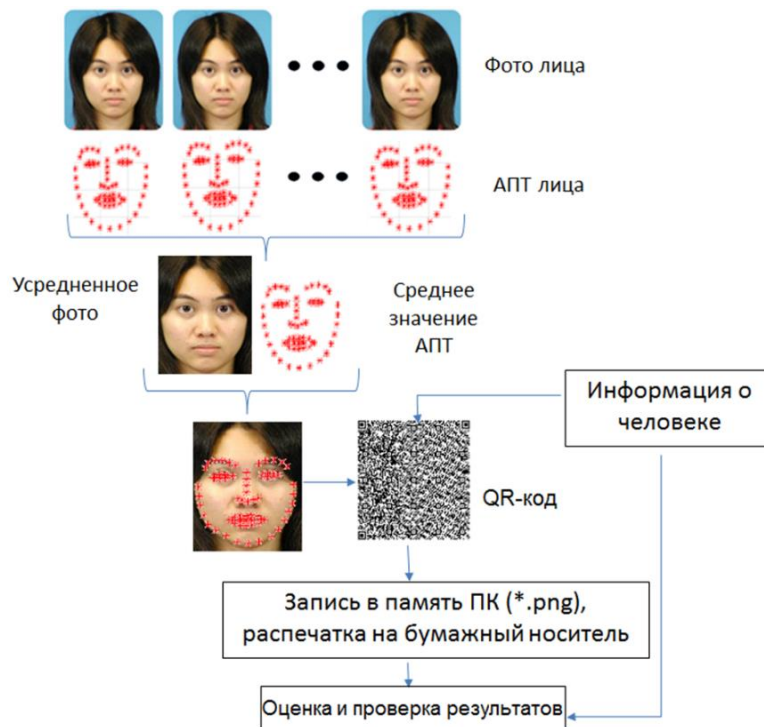 Фото лица
АПТ лица
Усредненное
фото
Среднее
значение
АПТ
Информация о
человеке
QR-код
Запись в память ПК (*.png),
распечатка на бумажный носитель
Оценка и проверка результатов